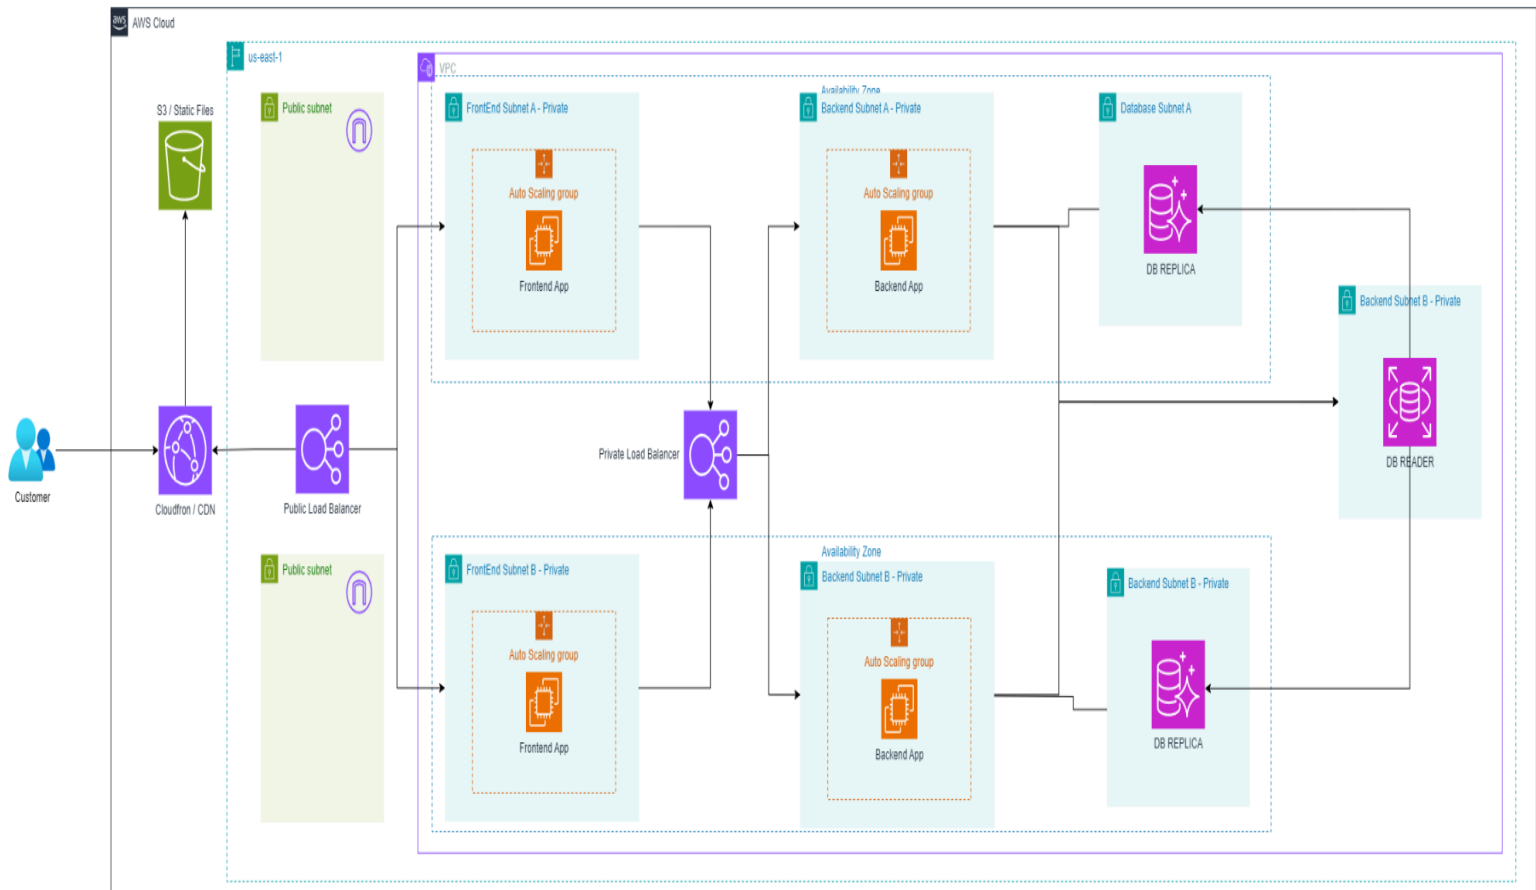 aws
AWS Cloud
us-east-1
VPC
S3 / Static Files
Public subnet
FrontEnd Subnet A - Private
Auto Scaling group
Frontend App
Availability Zone
Backend Subnet A - Private
Auto Scaling group
Backend App
Database Subnet A
DB REPLICA
Backend Subnet B - Private
DB READER
Customer
Cloudfron / CDN
Public Load Balancer
Private Load Balancer
Public subnet
FrontEnd Subnet B - Private
Auto Scaling group
Frontend App
Availability Zone
Backend Subnet B - Private
Auto Scaling group
Backend App
Backend Subnet B - Private
DB REPLICA